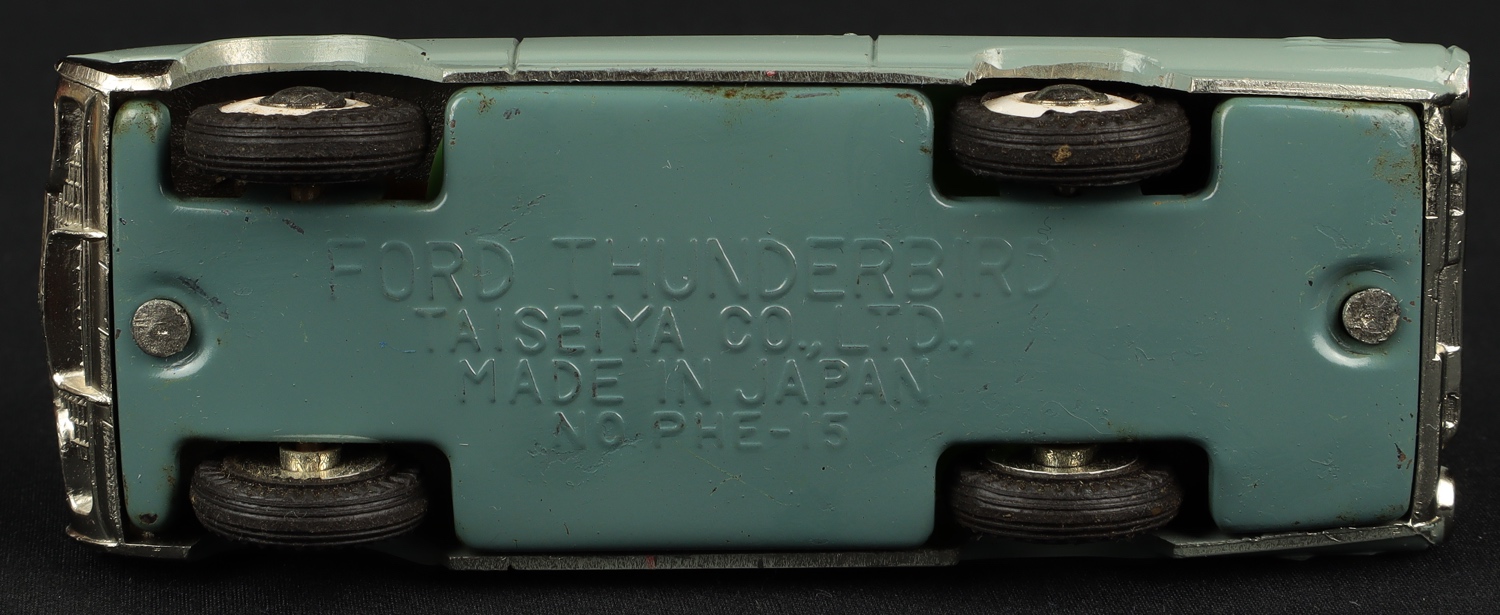 FORD THUNDERBIRD
TAISEIYA CO., LTD.,
MADE IN JAPAN
NO PHE-15